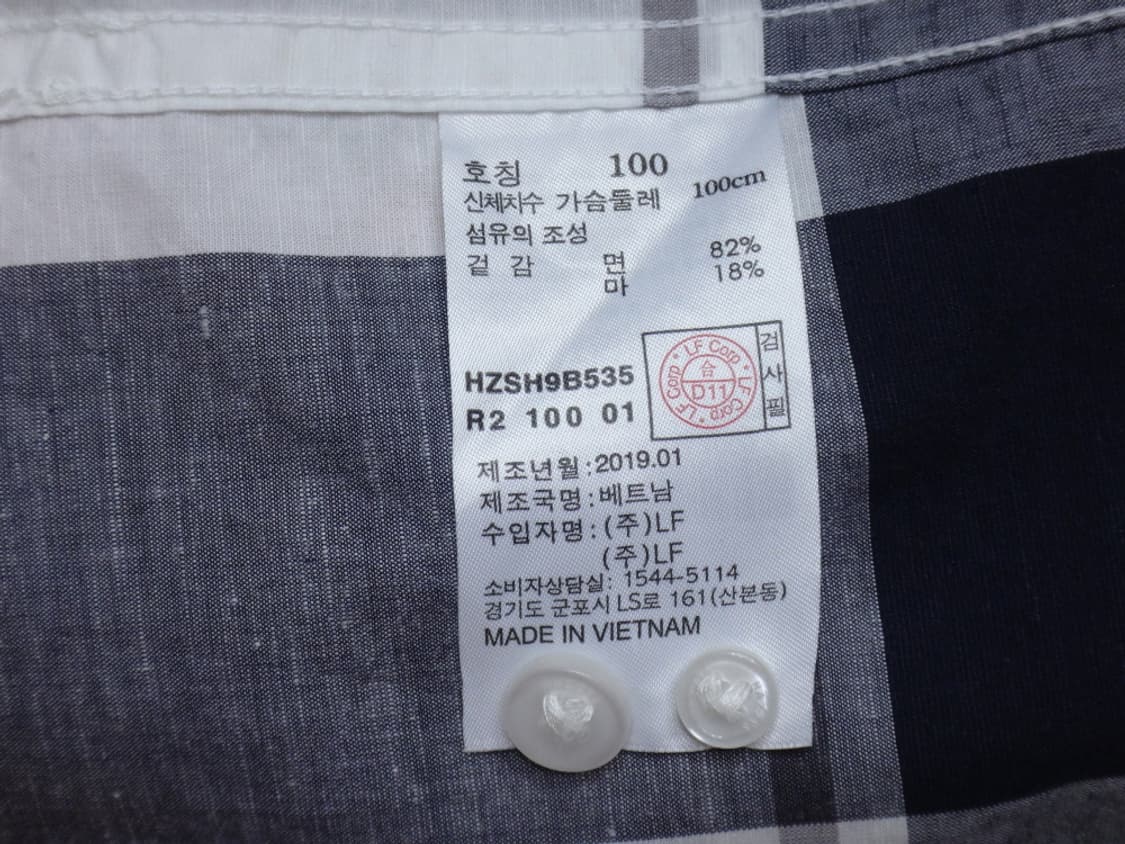 호칭 100
신체치수 가슴둘레 100cm
섬유의 조성
겉 감 면 82%
마 18%
HZSH9B535
R2 100 01
LF Corp * LF Corp * LF Corp *
合
D11
검사필
제조년월:2019.01
제조국명:베트남
수입자명:(주)LF
(주)LF
소비자상담실: 1544-5114
경기도 군포시 LS로 161(산본동)
MADE IN VIETNAM